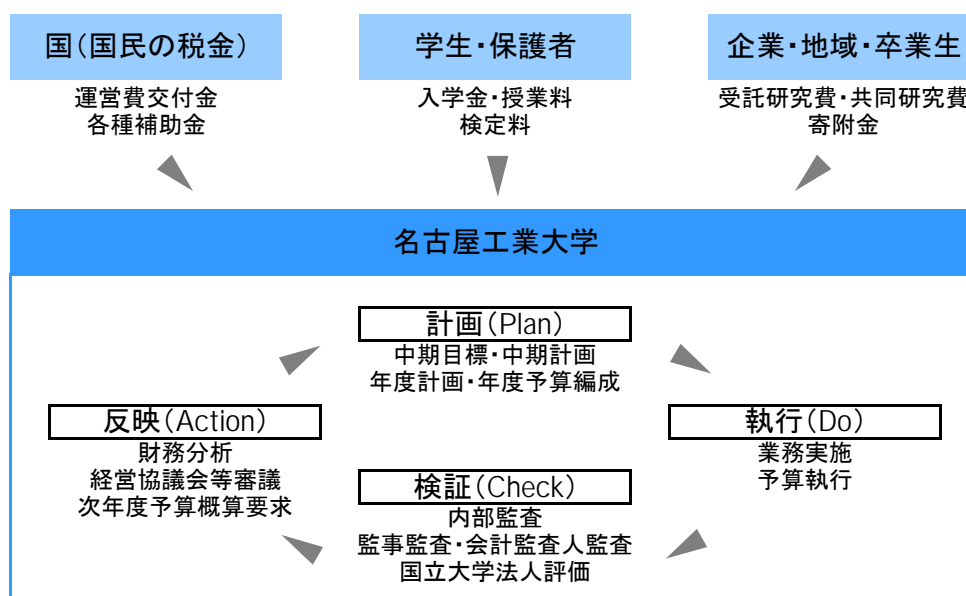 国(国民の税金)
運営費交付金
各種補助金
学生・保護者
入学金・授業料
検定料
企業・地域・卒業生
受託研究費・共同研究費
寄附金
名古屋工業大学
計画(Plan)
中期目標・中期計画
年度計画・年度予算編成
執行(Do)
業務実施
予算執行
検証(Check)
内部監査
監事監査・会計監査人監査
国立大学法人評価
反映(Action)
財務分析
経営協議会等審議
次年度予算概算要求